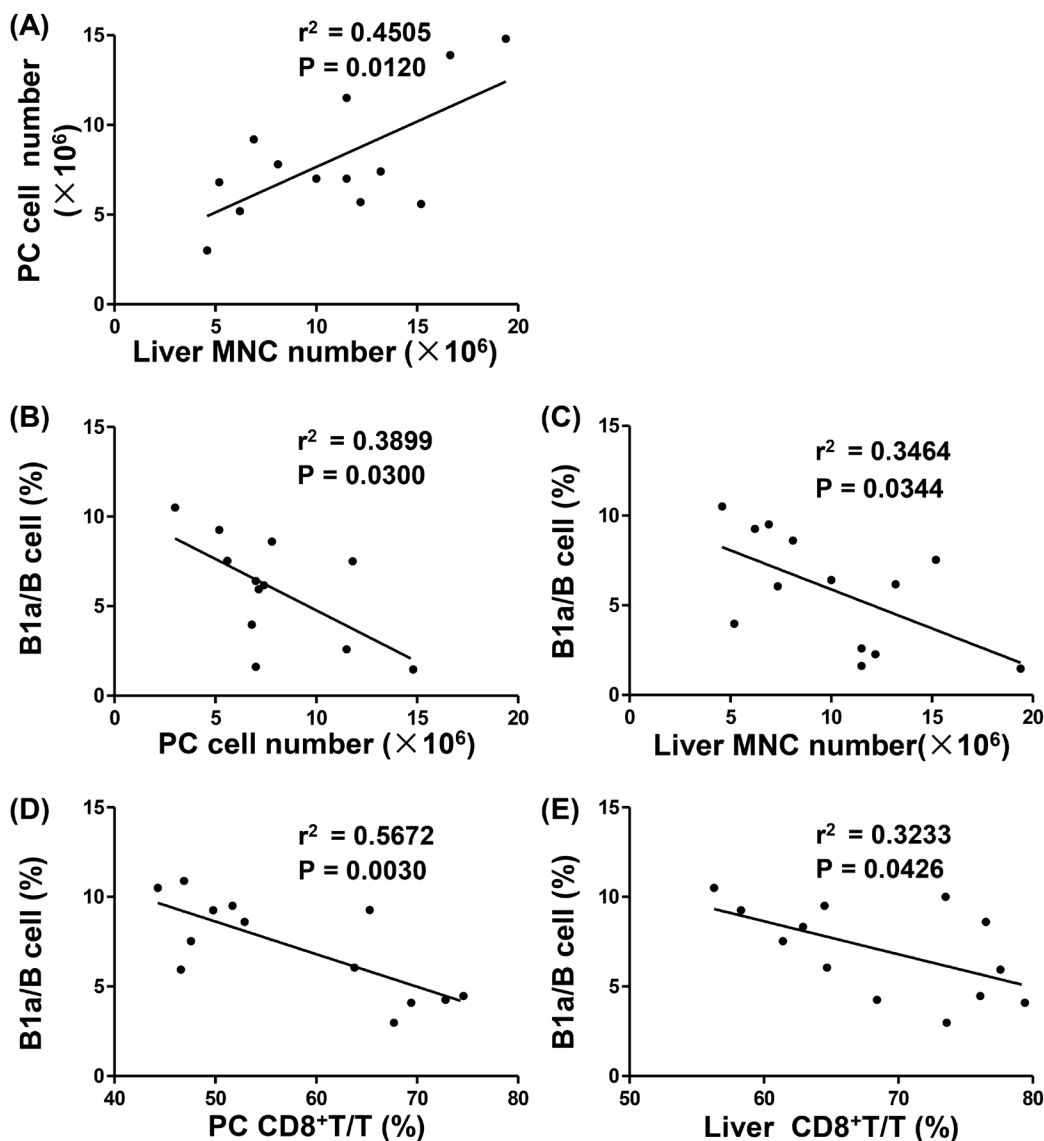 (A)
r² = 0.4505
P = 0.0120
PC cell number
(×10⁶)
15
10
5
0
0 5 10 15 20
Liver MNC number (×10⁶)
(B)
r² = 0.3899
P = 0.0300
B1a/B cell (%)
15
10
5
0
0 5 10 15 20
PC cell number (×10⁶)
(C)
r² = 0.3464
P = 0.0344
B1a/B cell (%)
15
10
5
0
0 5 10 15 20
Liver MNC number(×10⁶)
(D)
r² = 0.5672
P = 0.0030
B1a/B cell (%)
15
10
5
0
40 50 60 70 80
PC CD8⁺T/T (%)
(E)
r² = 0.3233
P = 0.0426
B1a/B cell (%)
15
10
5
0
50 60 70 80
Liver CD8⁺T/T (%)